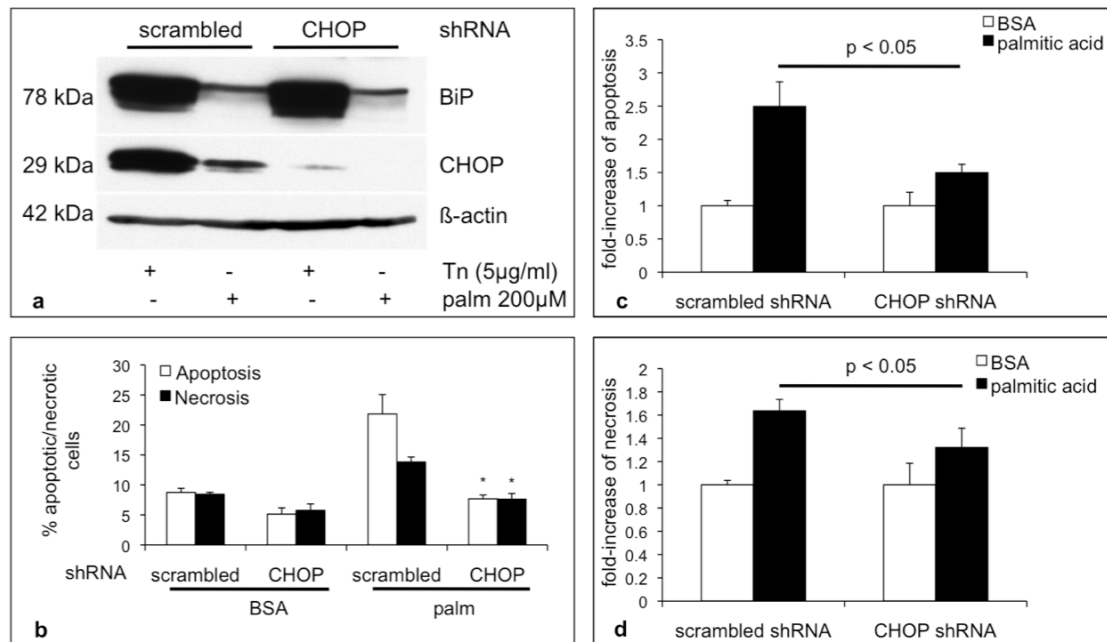 scrambled CHOP shRNA
78 kDa BiP
29 kDa CHOP
42 kDa ß-actin
+ - + - Tn (5µg/ml)
- + - + palm 200µM
a
30
25
20
15
10
5
0
% apoptotic/necrotic
cells
Apoptosis
Necrosis
* *
shRNA scrambled CHOP scrambled CHOP
BSA palm
b
3.5
3
2.5
2
1.5
1
0.5
0
fold-increase of apoptosis
BSA
palmitic acid
p < 0.05
scrambled shRNA CHOP shRNA
c
2
1.8
1.6
1.4
1.2
1
0.8
0.6
0.4
0.2
0
fold-increase of necrosis
BSA
palmitic acid
p < 0.05
scrambled shRNA CHOP shRNA
d